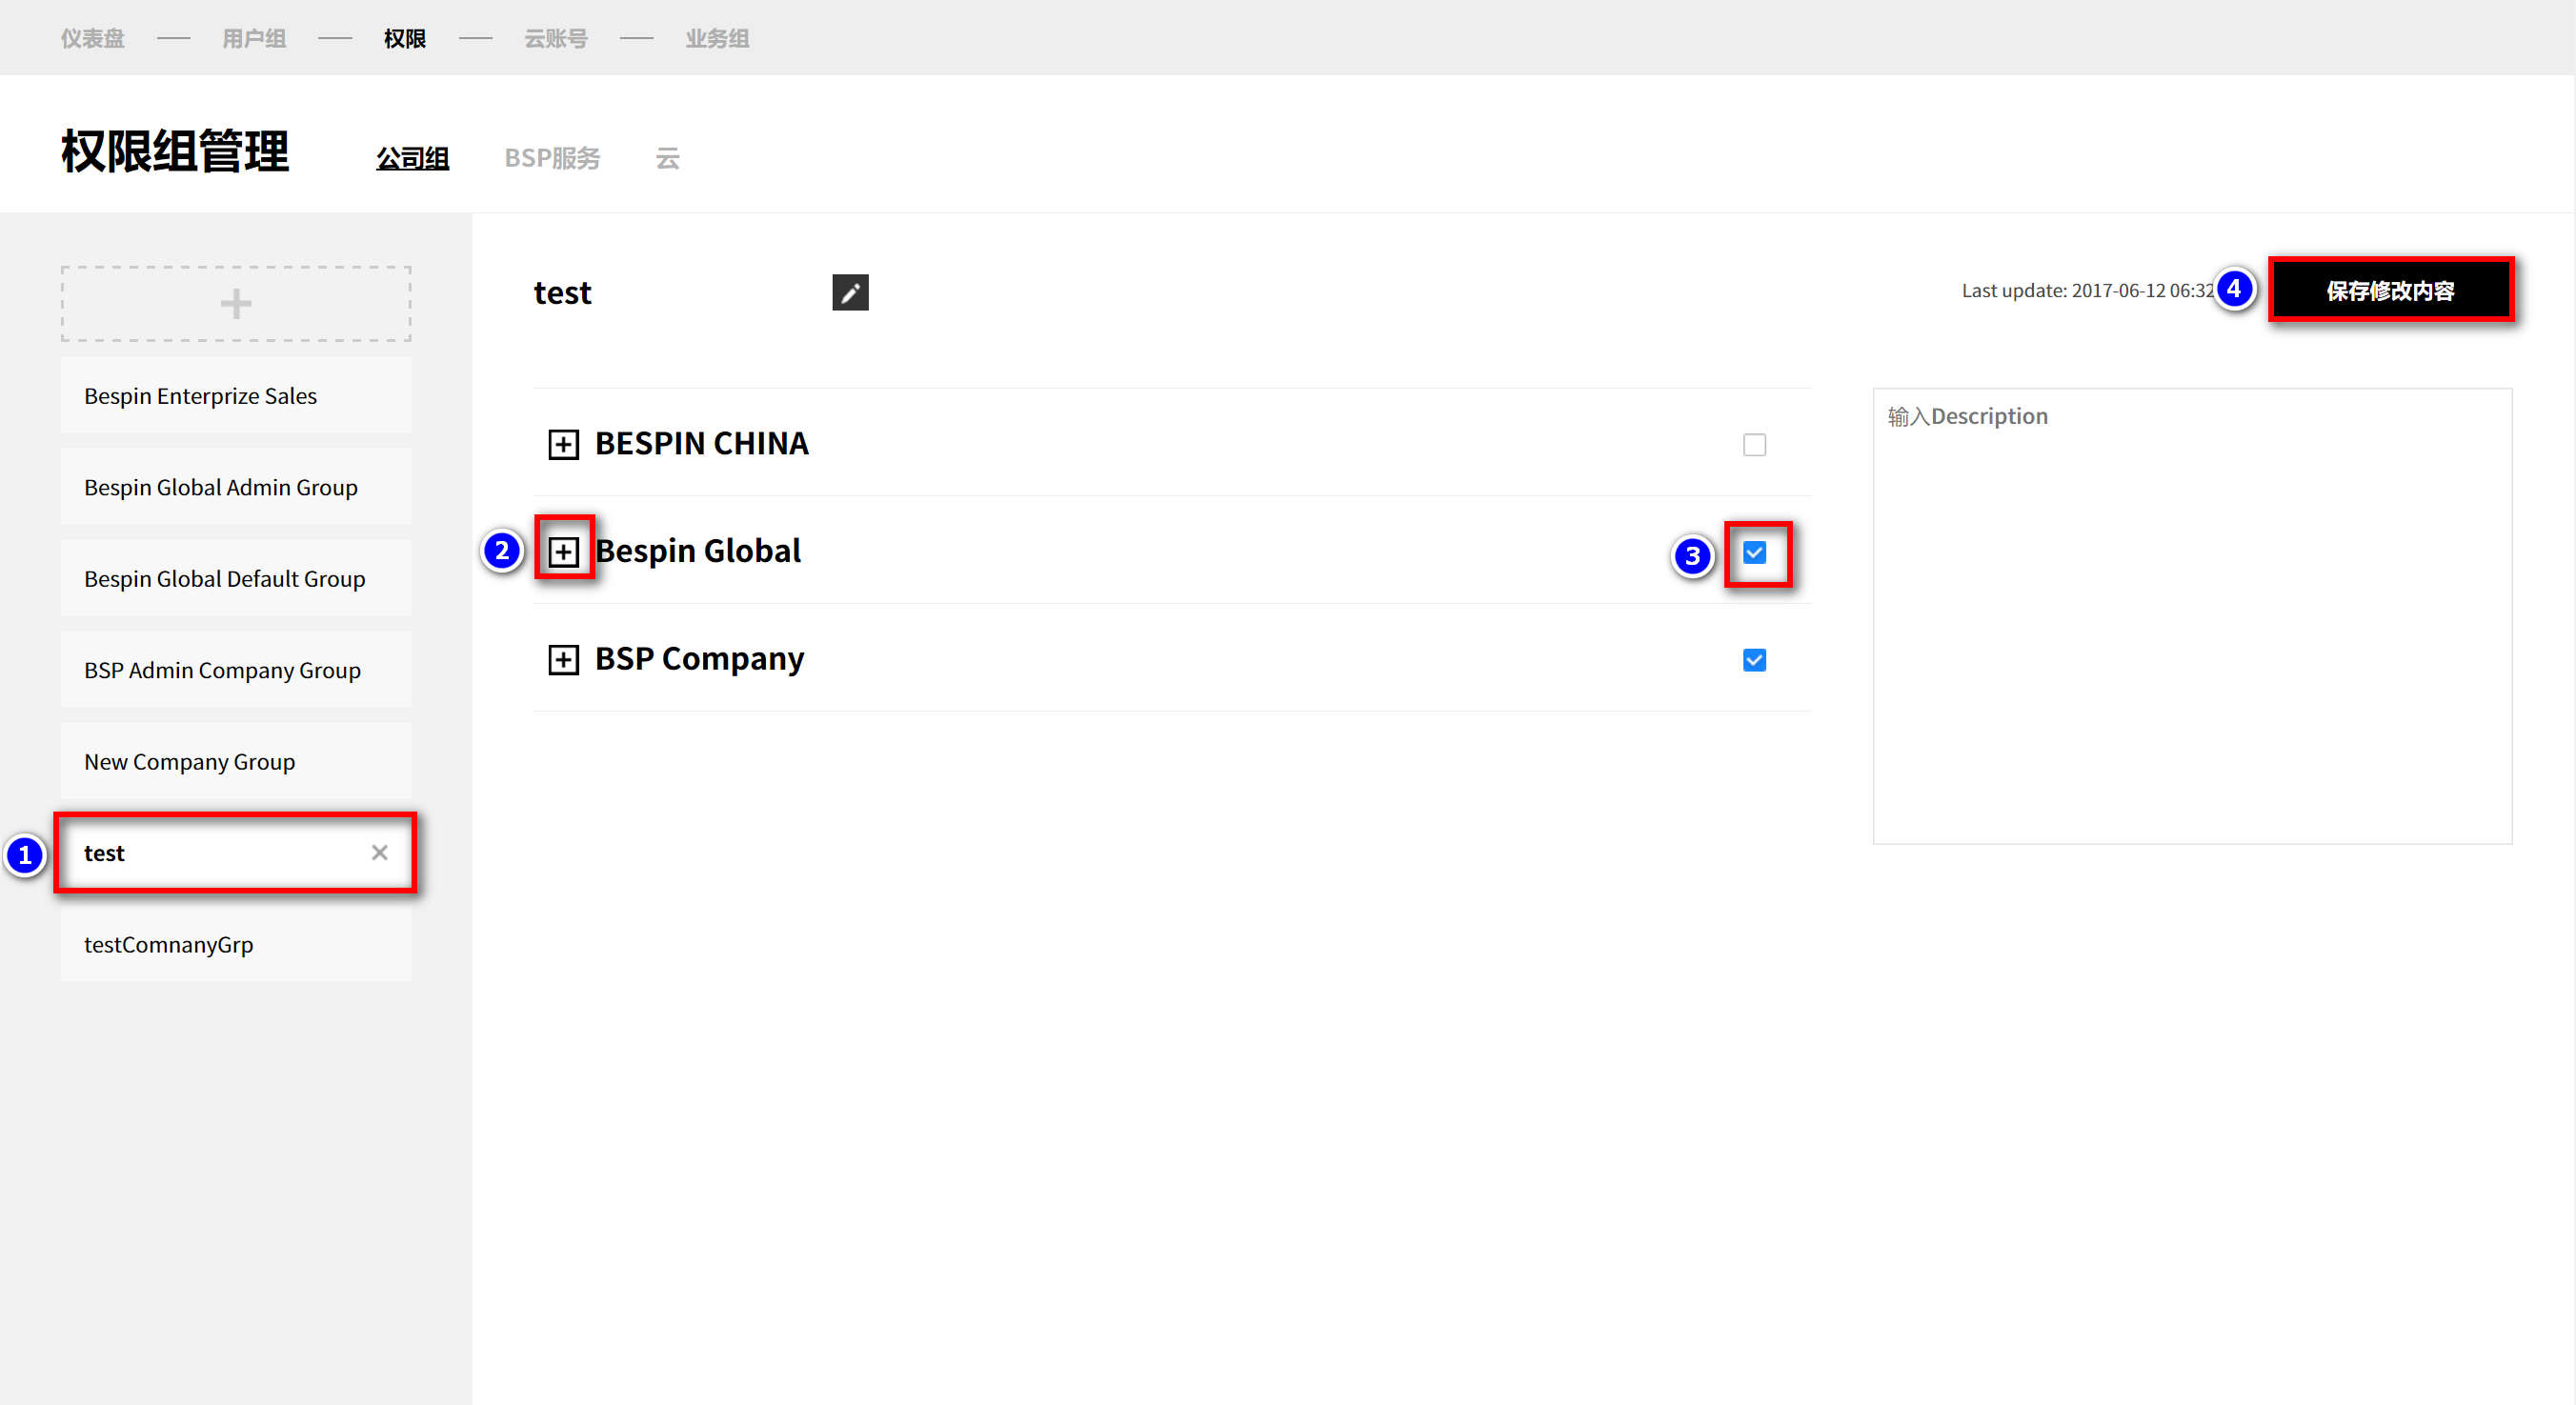 仪表盘 用户组 权限 云账号 业务组
权限组管理 公司组 BSP服务 云
test Last update: 2017-06-12 06:32 4 保存修改内容
Bespin Enterprize Sales
Bespin Global Admin Group
Bespin Global Default Group
BSP Admin Company Group
New Company Group
1 test
testComnanyGrp
BESPIN CHINA
2 Bespin Global 3
BSP Company
输入Description